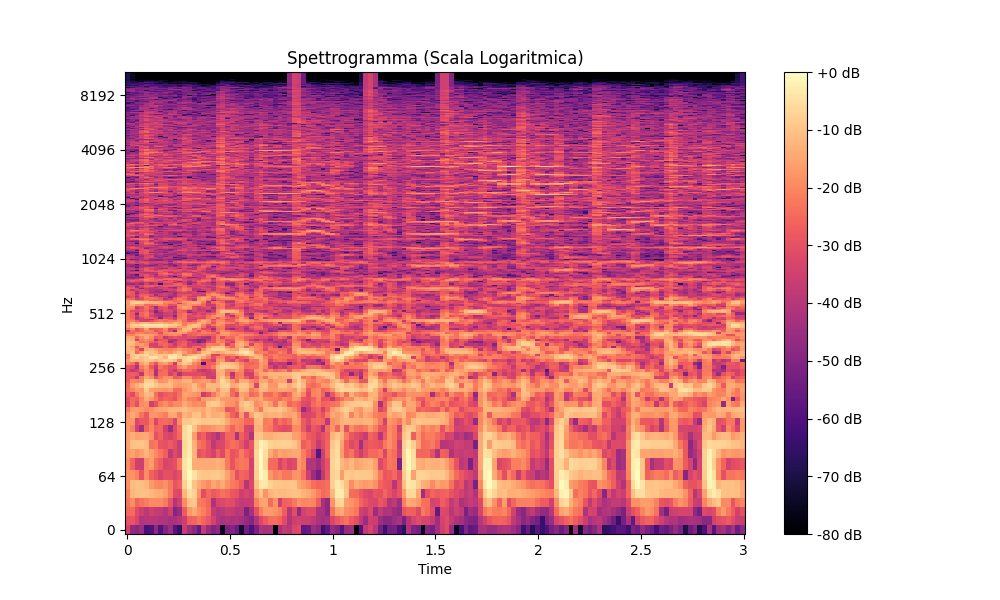 Spettrogramma (Scala Logaritmica)
Hz
8192
4096
2048
1024
512
256
128
64
0
0
0.5
1
1.5
2
2.5
3
Time
+0 dB
-10 dB
-20 dB
-30 dB
-40 dB
-50 dB
-60 dB
-70 dB
-80 dB